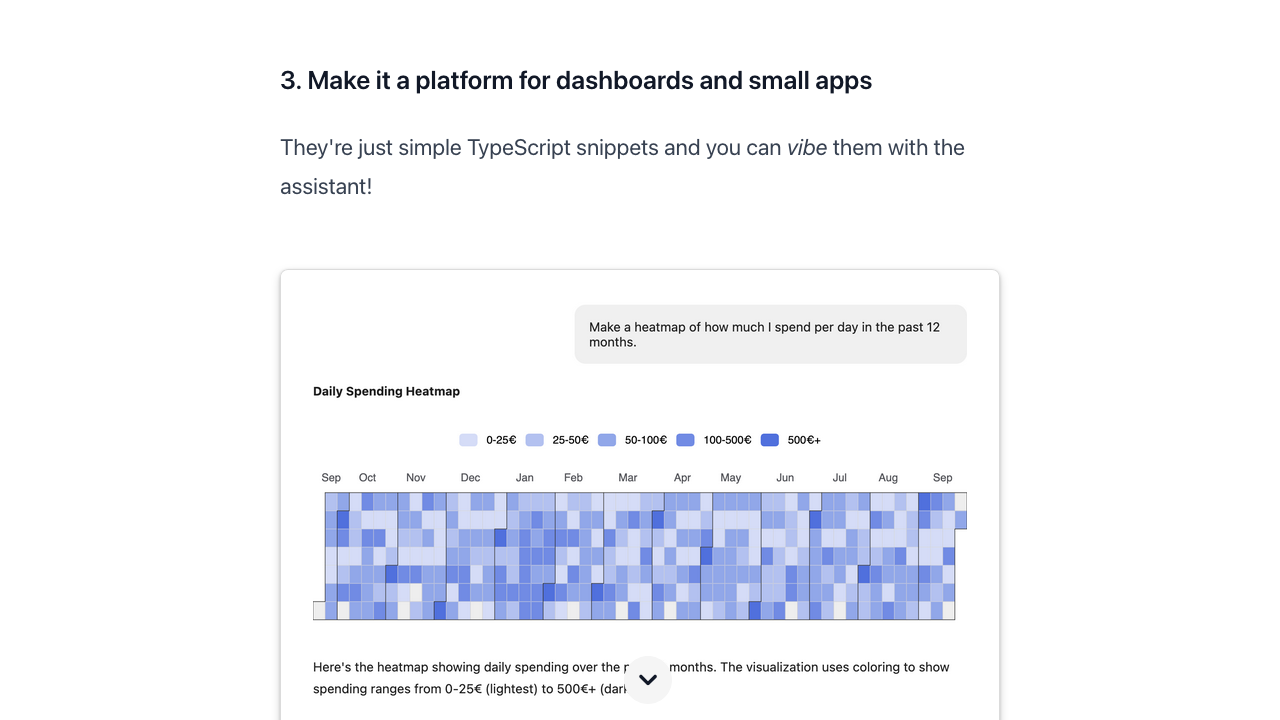 3. Make it a platform for dashboards and small apps
They're just simple TypeScript snippets and you can vibe them with the
assistant!
Make a heatmap of how much I spend per day in the past 12
months.
Daily Spending Heatmap
0-25€ 25-50€ 50-100€ 100-500€ 500€+
Sep Oct Nov Dec Jan Feb Mar Apr May Jun Jul Aug Sep
Here's the heatmap showing daily spending over the months. The visualization uses coloring to show
spending ranges from 0-25€ (lightest) to 500€+